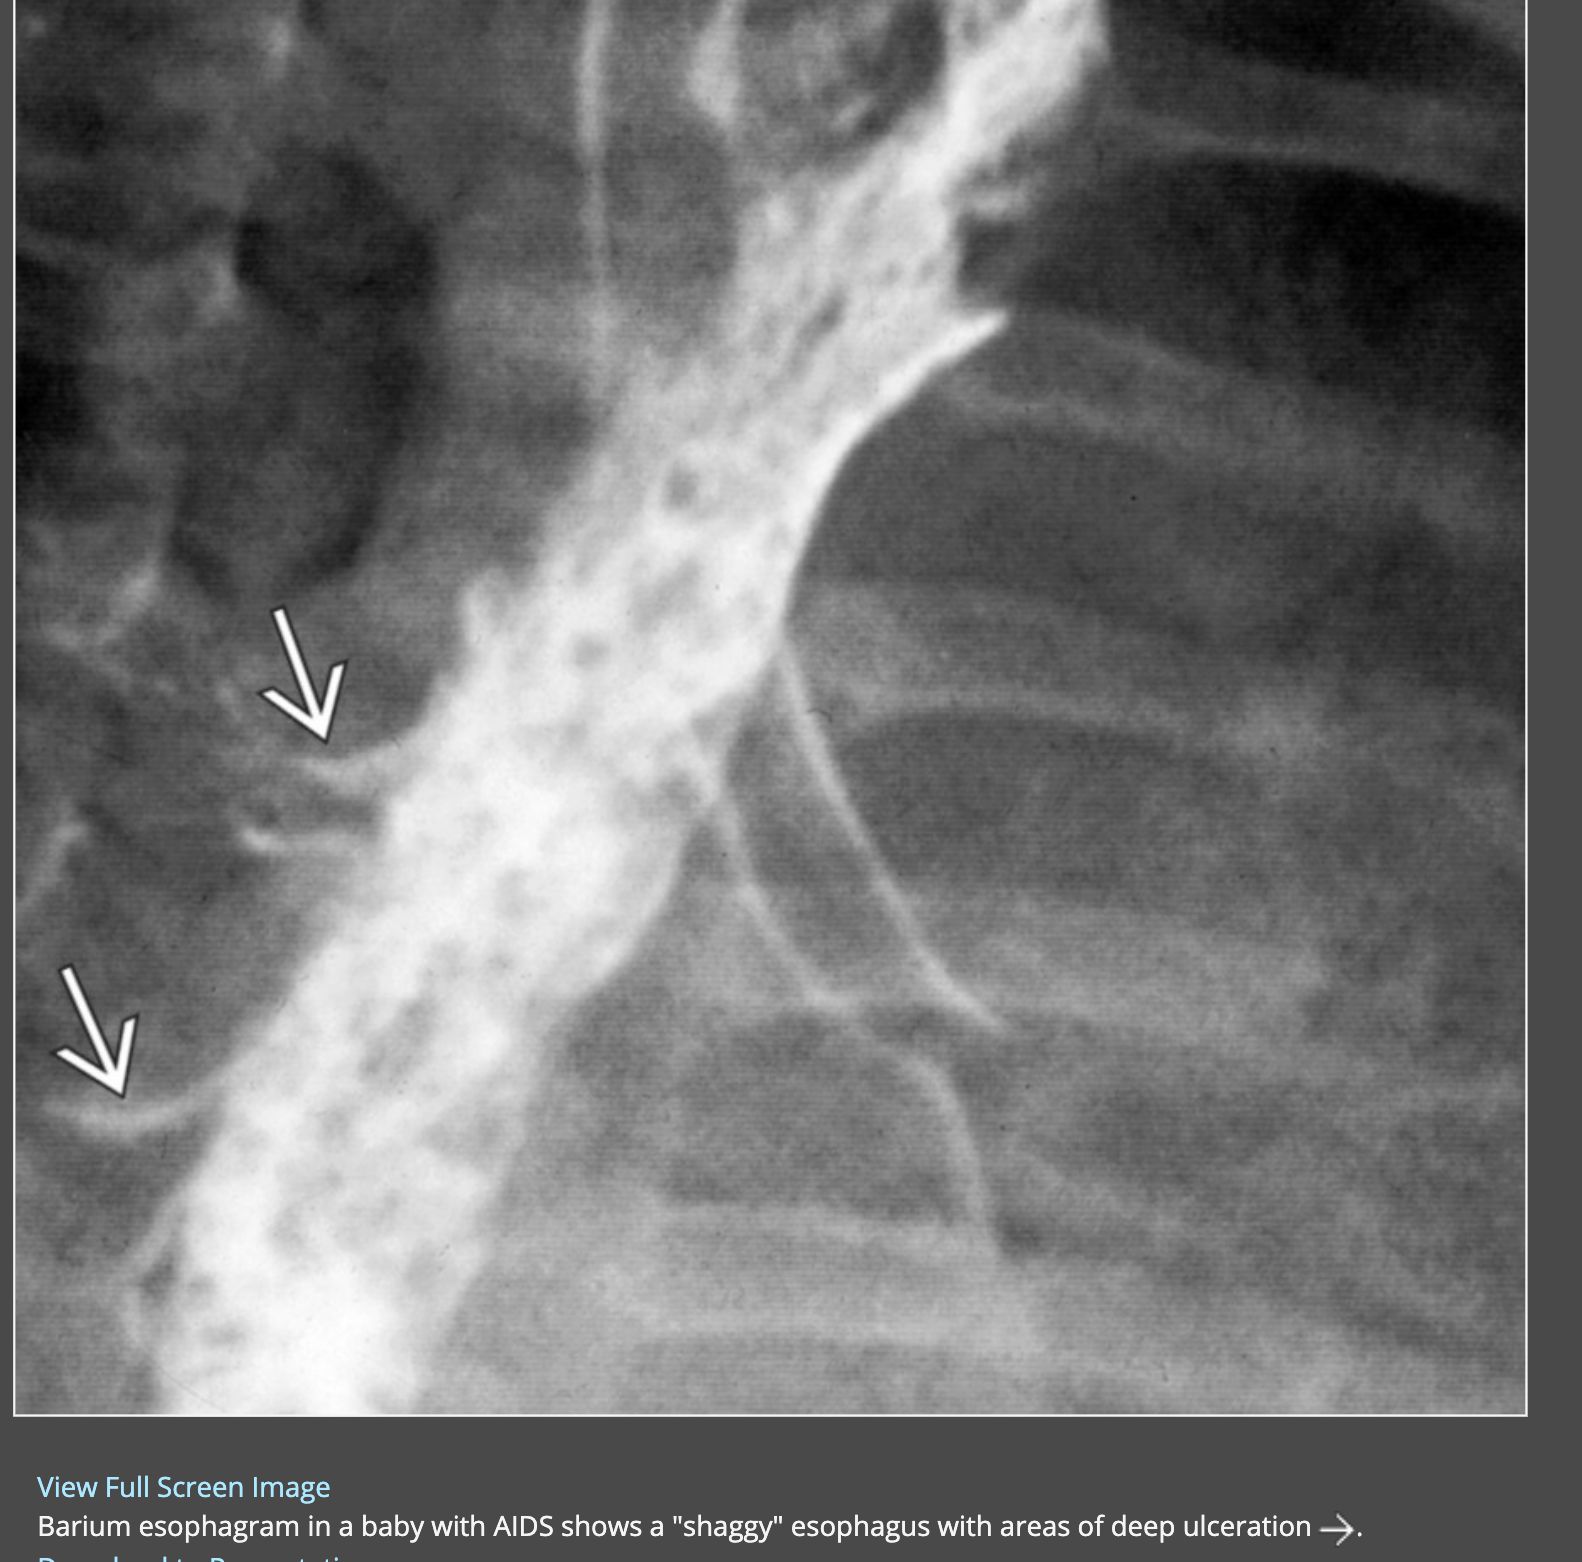 View Full Screen Image
Barium esophagram in a baby with AIDS shows a "shaggy" esophagus with areas of deep ulceration →.